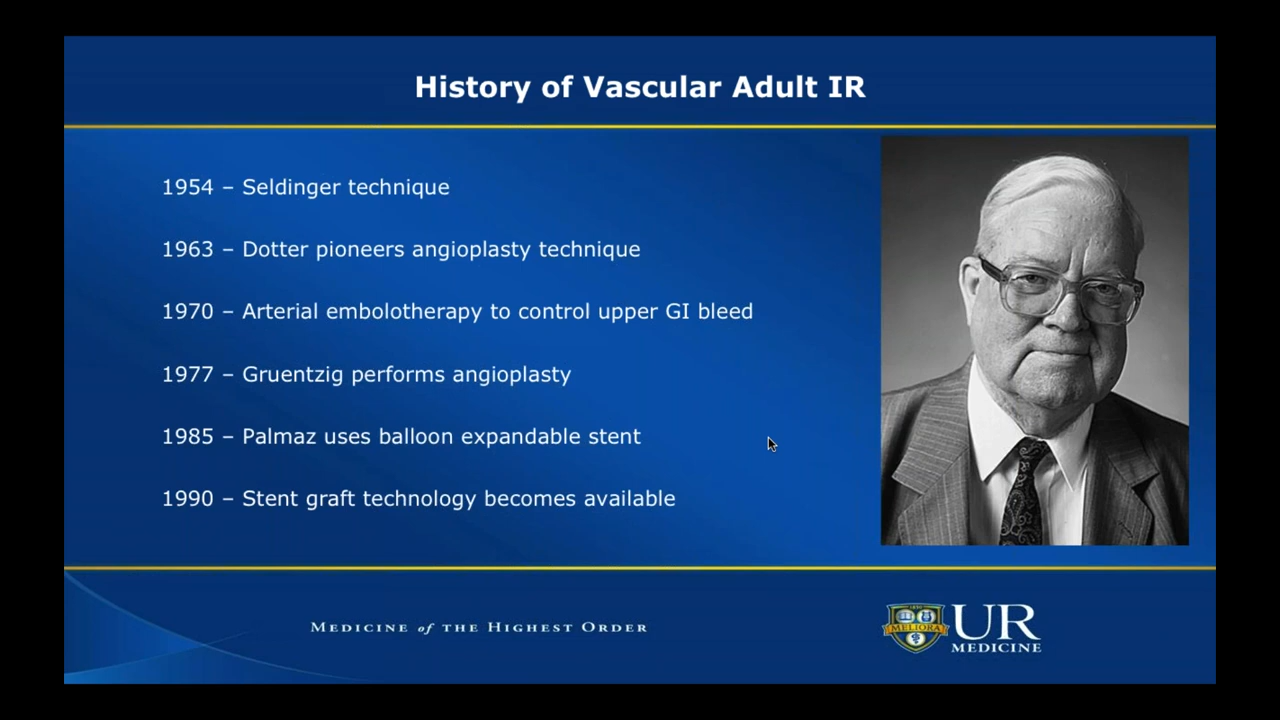 History of Vascular Adult IR
1954 – Seldinger technique
1963 – Dotter pioneers angioplasty technique
1970 – Arterial embolotherapy to control upper GI bleed
1977 – Gruentzig performs angioplasty
1985 – Palmaz uses balloon expandable stent
1990 – Stent graft technology becomes available
MEDICINE of THE HIGHEST ORDER
MELIORA
UR
MEDICINE